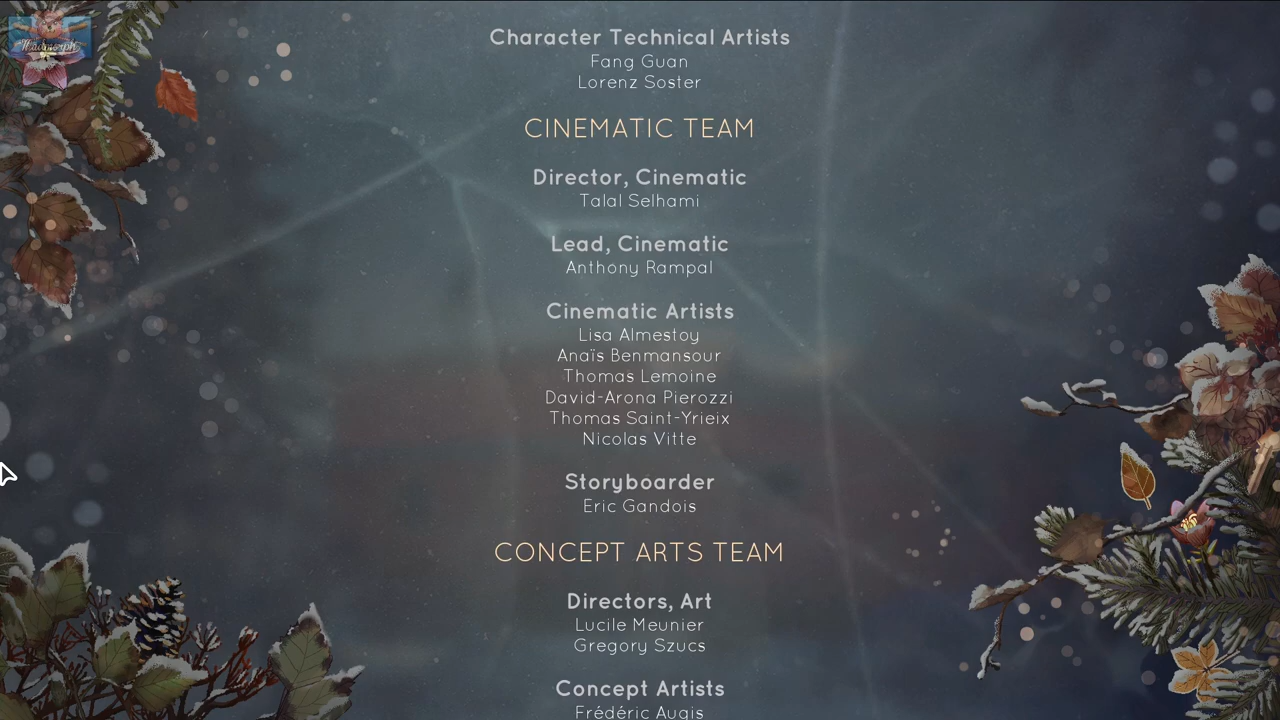 Character Technical Artists
Fang Guan
Lorenz Soster
CINEMATIC TEAM
Director, Cinematic
Talal Selhami
Lead, Cinematic
Anthony Rampal
Cinematic Artists
Lisa Almestoy
Anaïs Benmansour
Thomas Lemoine
David-Arona Pierozzi
Thomas Saint-Yrieix
Nicolas Vitte
Storyboarder
Eric Gandois
CONCEPT ARTS TEAM
Directors, Art
Lucile Meunier
Gregory Szucs
Concept Artists
Frédéric Augis